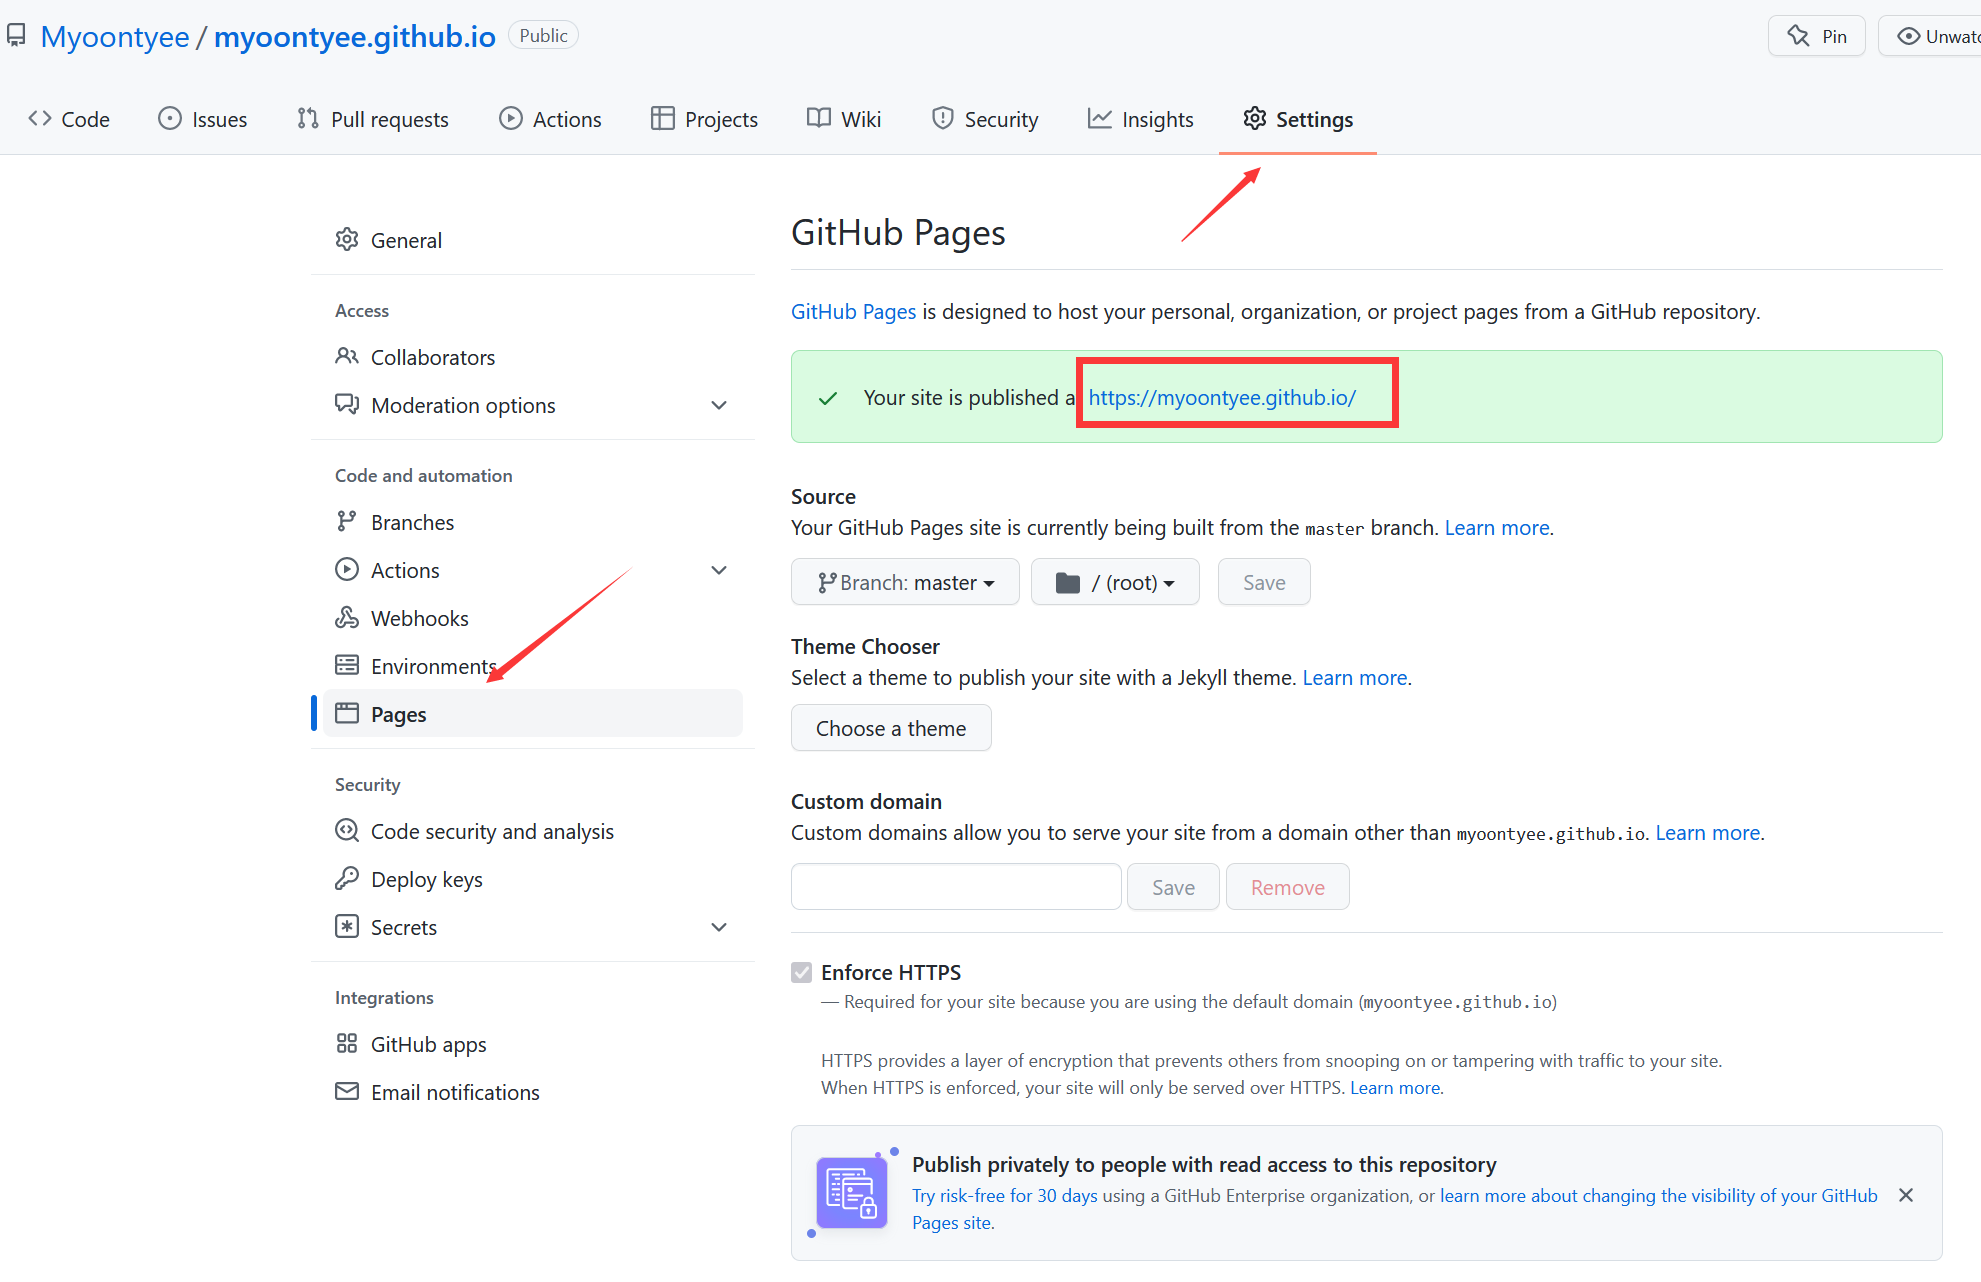 Myoontyee / myoontyee.github.io Public
Pin
Code
Issues
Pull requests
Actions
Projects
Wiki
Security
Insights
Settings
General
Access
Collaborators
Moderation options
Code and automation
Branches
Actions
Webhooks
Environments
Pages
Security
Code security and analysis
Deploy keys
Secrets
Integrations
GitHub apps
Email notifications
GitHub Pages
GitHub Pages is designed to host your personal, organization, or project pages from a GitHub repository.
Your site is published a https://myoontyee.github.io/
Source
Your GitHub Pages site is currently being built from the master branch. Learn more.
Branch: master
/ (root)
Save
Theme Chooser
Select a theme to publish your site with a Jekyll theme. Learn more.
Choose a theme
Custom domain
Custom domains allow you to serve your site from a domain other than myoontyee.github.io. Learn more.
Save
Remove
Enforce HTTPS
— Required for your site because you are using the default domain (myoontyee.github.io)
HTTPS provides a layer of encryption that prevents others from snooping on or tampering with traffic to your site.
When HTTPS is enforced, your site will only be served over HTTPS. Learn more.
Publish privately to people with read access to this repository
Try risk-free for 30 days using a GitHub Enterprise organization, or learn more about changing the visibility of your GitHub
Pages site.